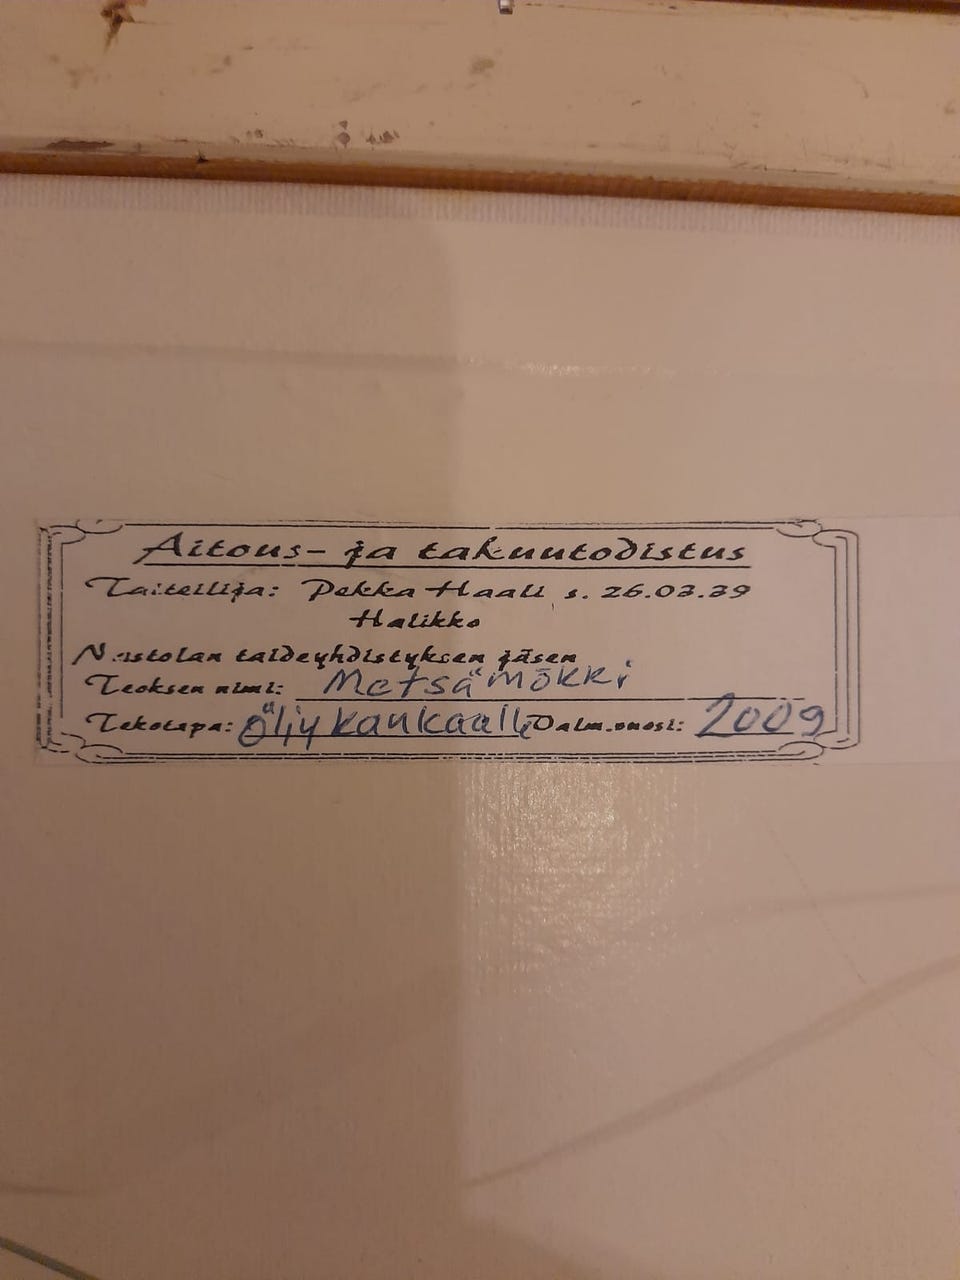 Aitous- ja takuutodistus
Taiteilija: Pekka Haali s. 26.03.39
Halikko
Nastolan taideyhdistyksen jäsen
Teoksen nimi: Metsämökki
Tekotapa: öljy kankaalle Valm.vuosi: 2009